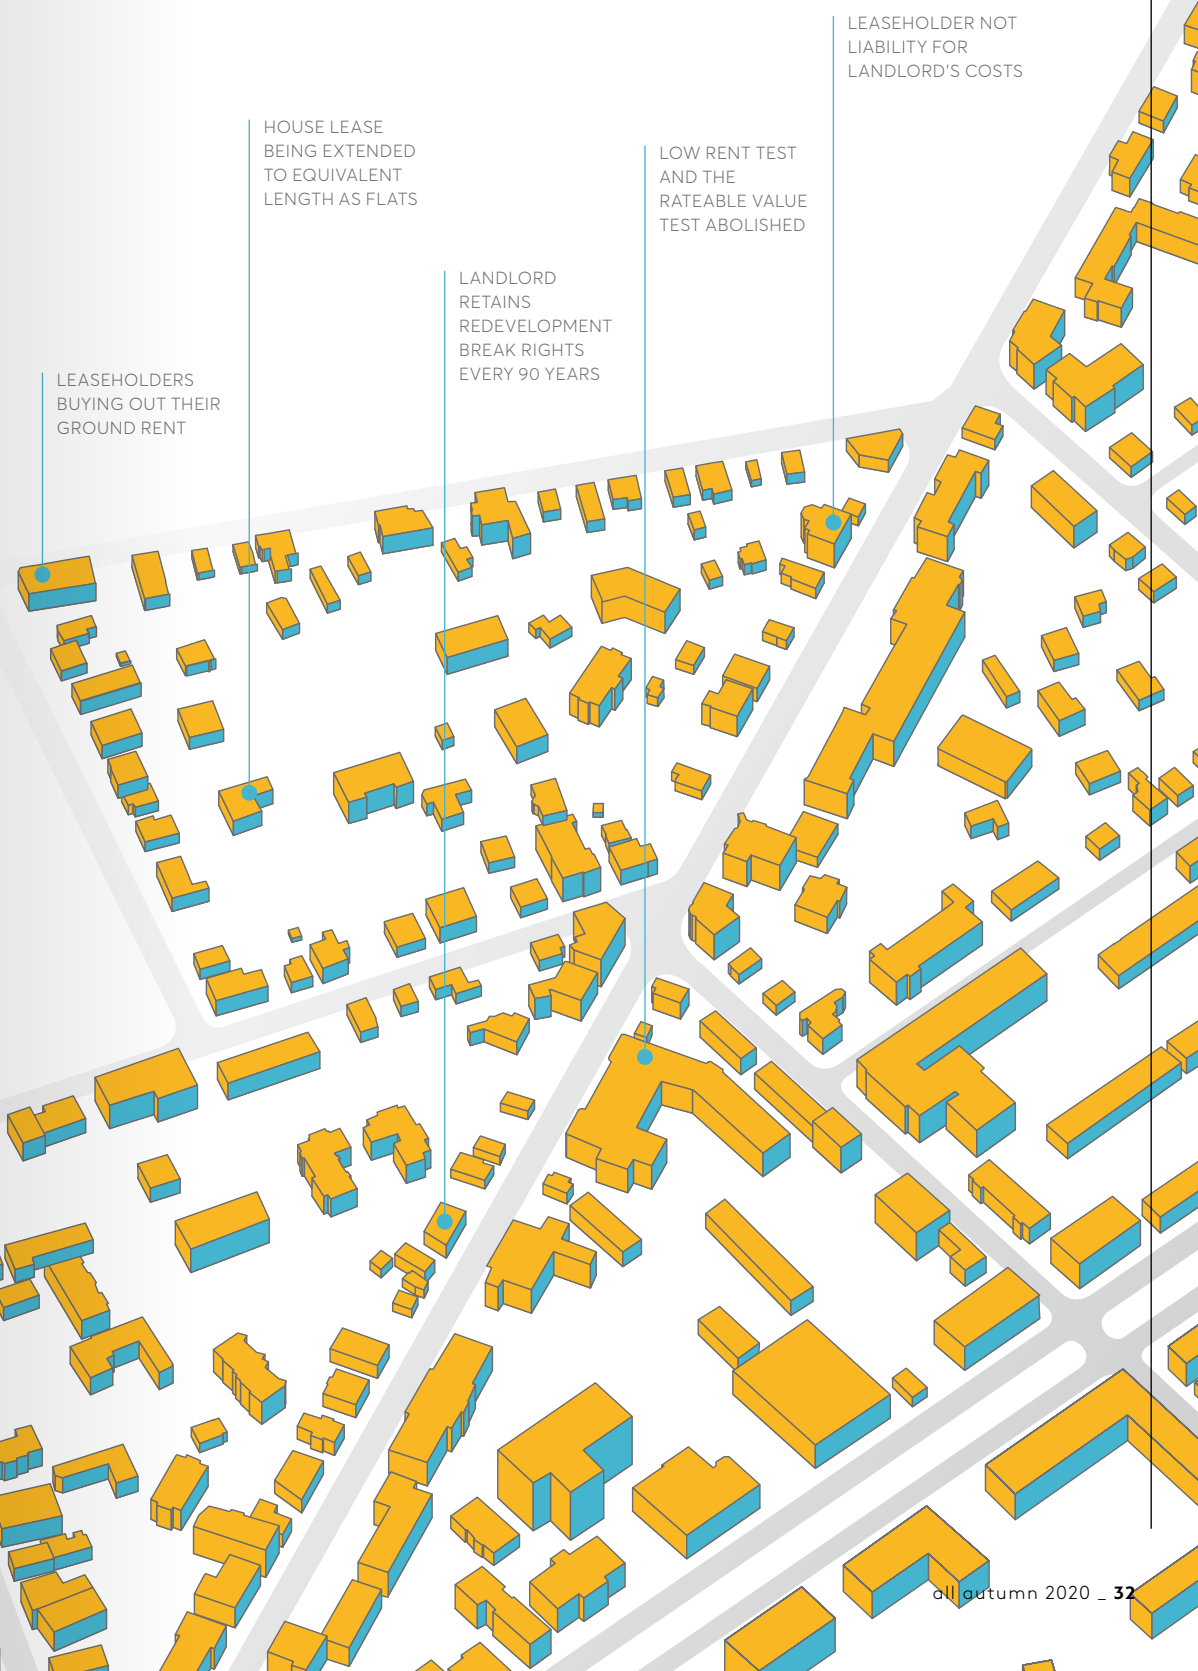 LEASEHOLDERS
BUYING OUT THEIR
GROUND RENT
HOUSE LEASE
BEING EXTENDED
TO EQUIVALENT
LENGTH AS FLATS
LANDLORD
RETAINS
REDEVELOPMENT
BREAK RIGHTS
EVERY 90 YEARS
LOW RENT TEST
AND THE
RATEABLE VALUE
TEST ABOLISHED
LEASEHOLDER NOT
LIABILITY FOR
LANDLORD'S COSTS
all autumn 2020 _ 32